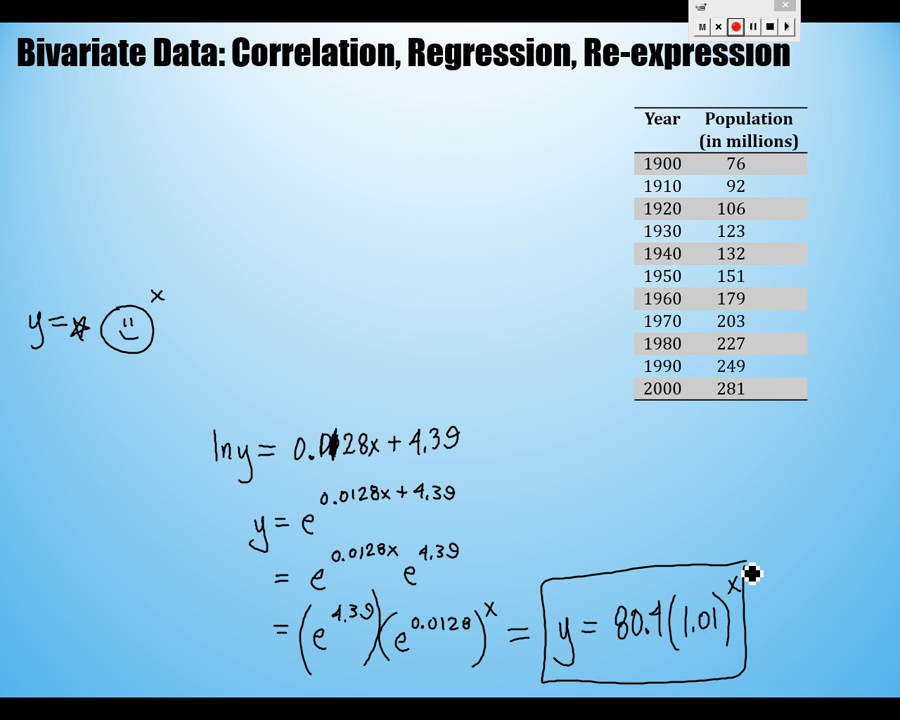 M
Bivariate Data: Correlation, Regression, Re-expression
Year Population
(in millions)
1900 76
1910 92
1920 106
1930 123
1940 132
1950 151
1960 179
1970 203
1980 227
1990 249
2000 281
y = ☆ ☺^x
ln y = 0.0128x + 4.39
y = e^0.0128x + 4.39
= e^0.0128x e^4.39
= (e^4.39)(e^0.0128)^x = y = 80.4(1.01)^x